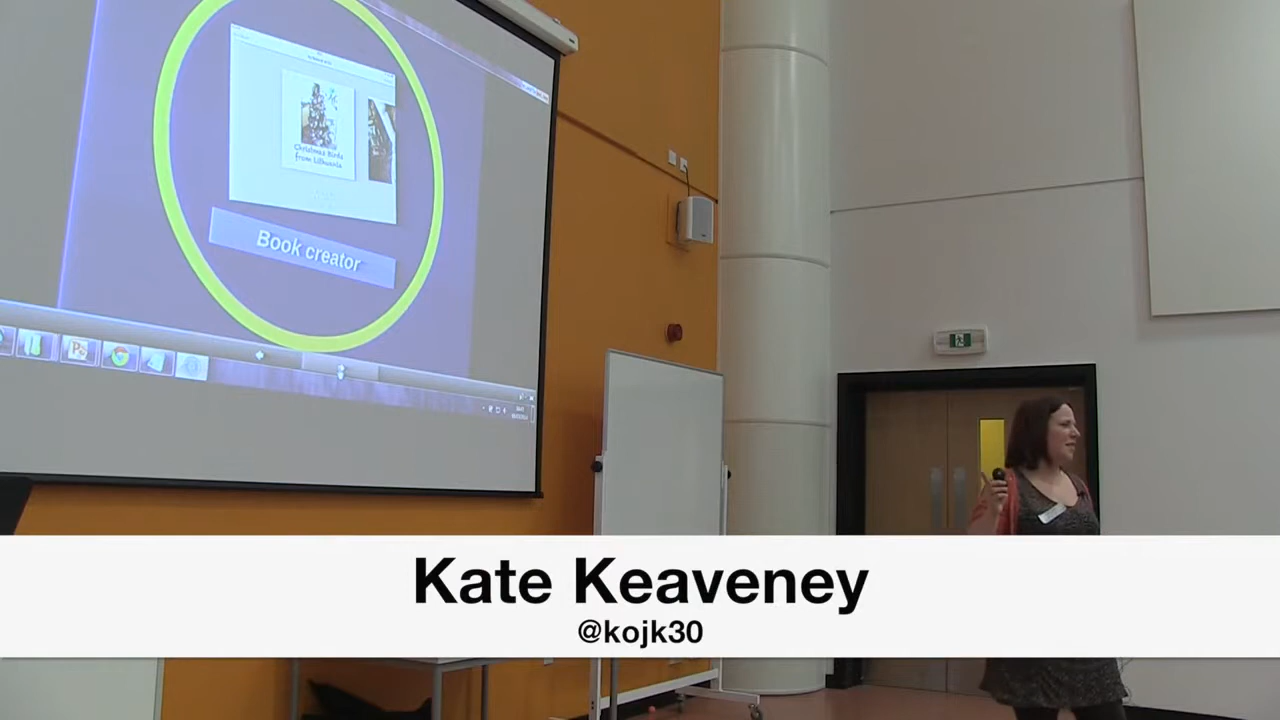 Christmas Birds
from Lithuania
Book creator
Kate Keaveney
@kojk30